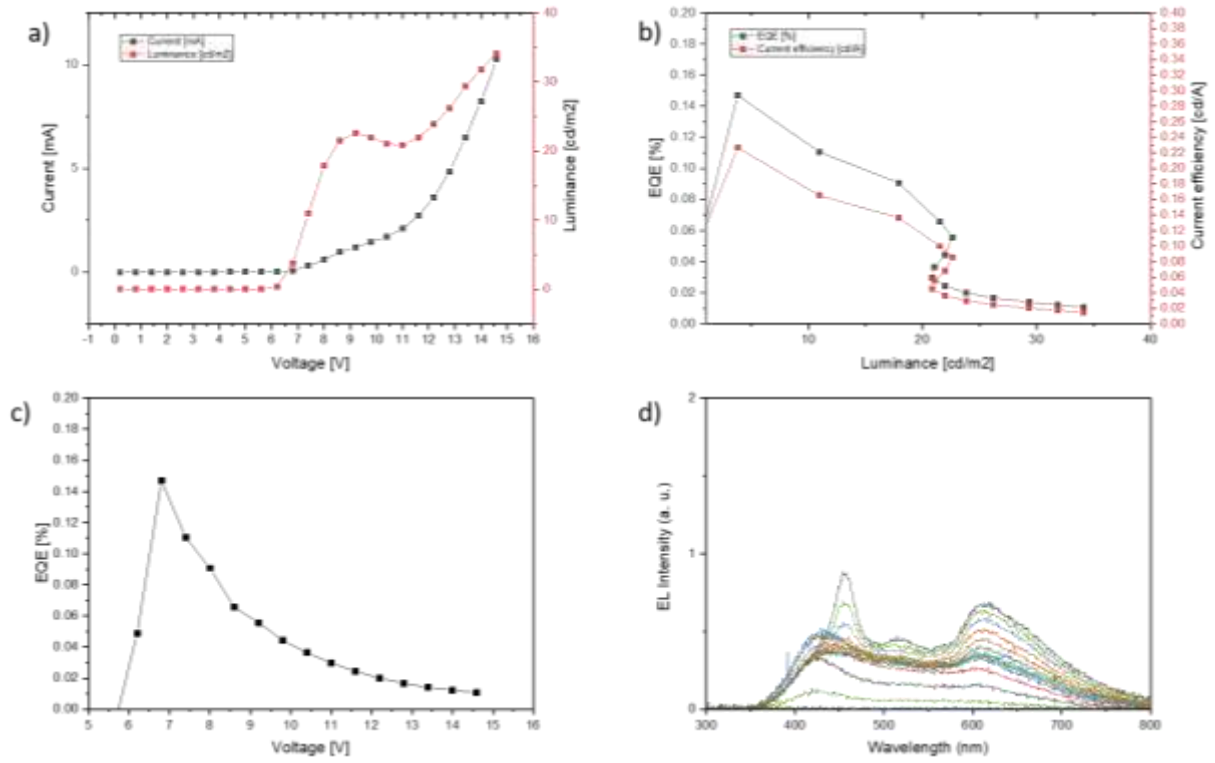 a)
Current [mA]
Luminance [cd/m2]
10
5
0
40
30
20
10
0
-1 0 1 2 3 4 5 6 7 8 9 10 11 12 13 14 15 16
Current [mA]
Luminance [cd/m2]
Voltage [V]
b)
EQE [%]
Current efficiency [cd/A]
0.20
0.18
0.16
0.14
0.12
0.10
0.08
0.06
0.04
0.02
0.00
0.40
0.38
0.36
0.34
0.32
0.30
0.28
0.26
0.24
0.22
0.20
0.18
0.16
0.14
0.12
0.10
0.08
0.06
0.04
0.02
0.00
10 20 30 40
EQE [%]
Current efficiency [cd/A]
Luminance [cd/m2]
c)
0.20
0.18
0.16
0.14
0.12
0.10
0.08
0.06
0.04
0.02
0.00
5 6 7 8 9 10 11 12 13 14 15 16
EQE [%]
Voltage [V]
d)
2
1
0
300 400 500 600 700 800
EL Intensity (a. u.)
Wavelength (nm)